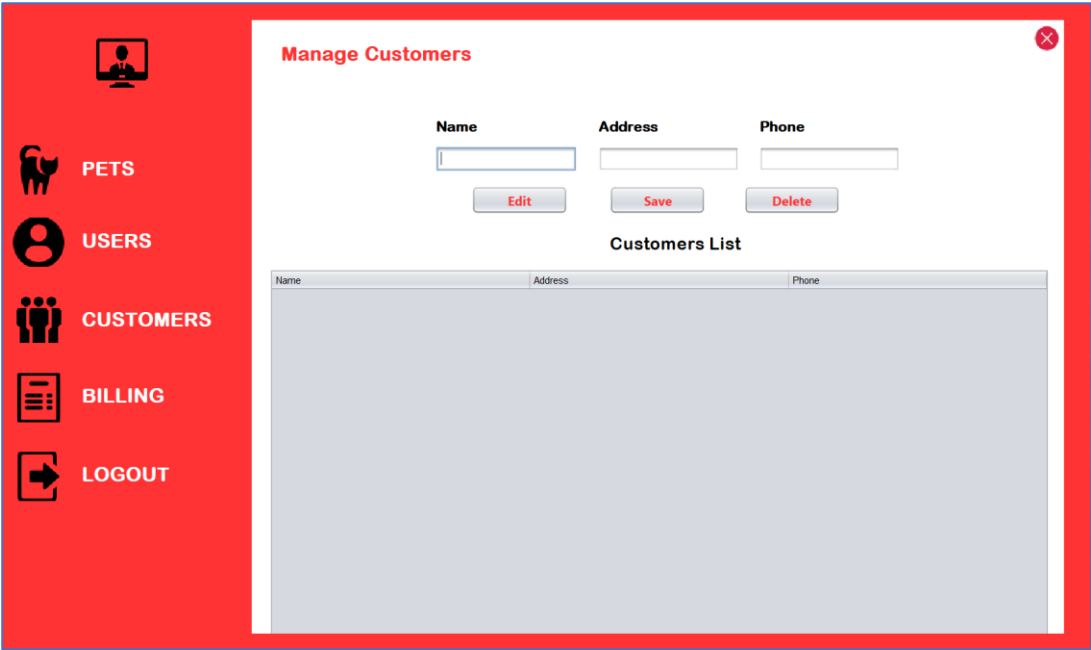 Manage Customers
PETS
USERS
CUSTOMERS
BILLING
LOGOUT
Name Address Phone
Edit Save Delete
Customers List
Name Address Phone